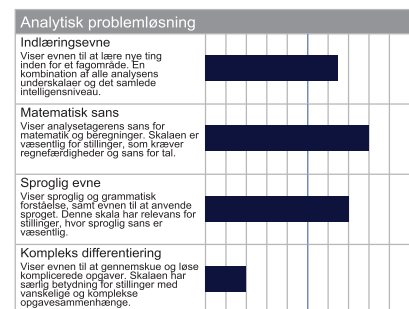 Analytisk problemløsning
Indlæringsevne
Viser evnen til at lære nye ting
inden for et fagområde. En
kombination af alle analysens
underskalaer og det samlede
intelligensniveau.
Matematisk sans
Viser analysetagerens sans for
matematik og beregninger. Skalaen er
væsentlig for stillinger, som kræver
regnefærdigheder og sans for tal.
Sproglig evne
Viser sproglig og grammatisk
forståelse, samt evnen til at anvende
sproget. Denne skala har relevans for
stillinger, hvor sproglig sans er
væsentlig.
Kompleks differentiering
Viser evnen til at gennemskue og løse
komplicerede opgaver. Skalaen har
særlig betydning for stillinger med
vanskelige og komplekse
opgavesammenhænge.